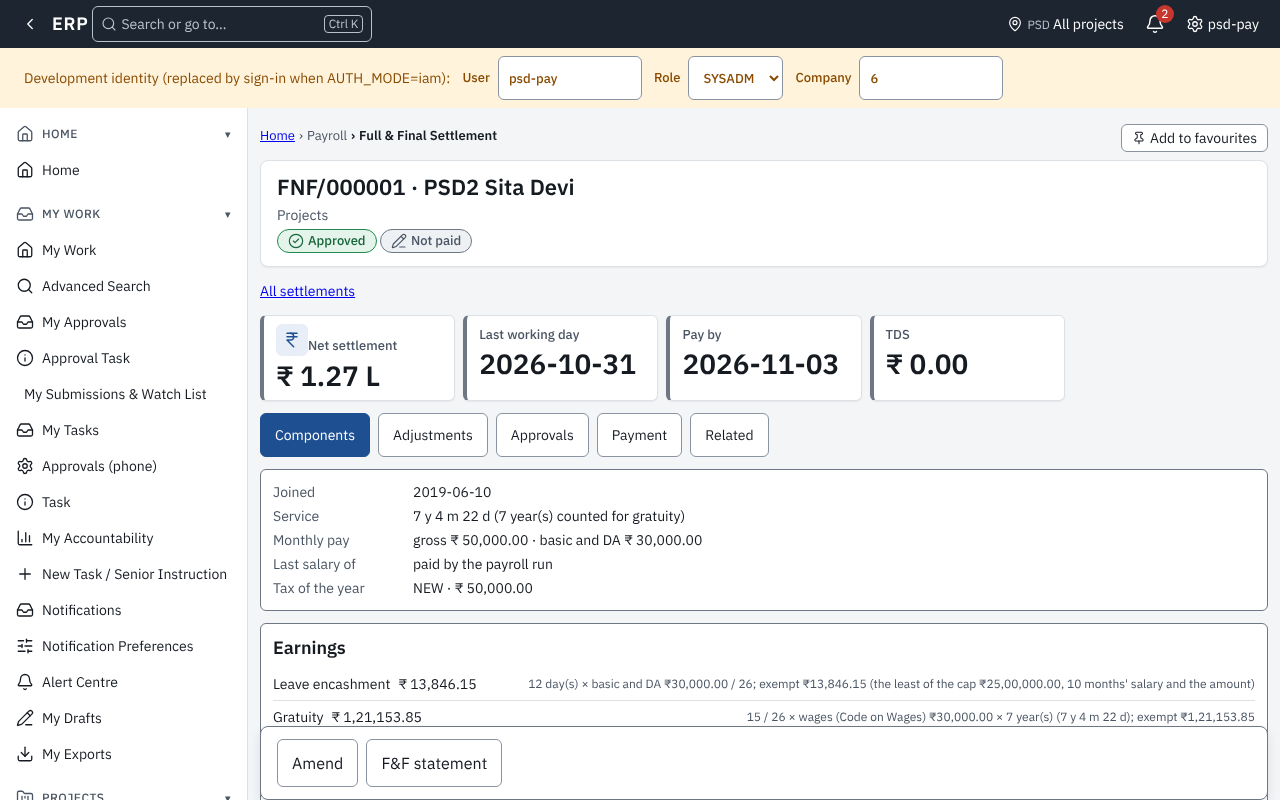 ERP
Search or go to…
Ctrl K
PSD All projects
2
psd-pay
Development identity (replaced by sign-in when AUTH_MODE=iam):
User
psd-pay
Role
SYSADM
Company
6
HOME
Home
MY WORK
My Work
Advanced Search
My Approvals
Approval Task
My Submissions & Watch List
My Tasks
Approvals (phone)
Task
My Accountability
New Task / Senior Instruction
Notifications
Notification Preferences
Alert Centre
My Drafts
My Exports
PROJECTS
Home › Payroll › Full & Final Settlement
Add to favourites
FNF/000001 · PSD2 Sita Devi
Projects
Approved
Not paid
All settlements
₹
Net settlement
₹ 1.27 L
Last working day
2026-10-31
Pay by
2026-11-03
TDS
₹ 0.00
Components
Adjustments
Approvals
Payment
Related
Joined 2019-06-10
Service 7 y 4 m 22 d (7 year(s) counted for gratuity)
Monthly pay gross ₹ 50,000.00 · basic and DA ₹ 30,000.00
Last salary of paid by the payroll run
Tax of the year NEW · ₹ 50,000.00
Earnings
Leave encashment ₹ 13,846.15 12 day(s) × basic and DA ₹30,000.00 / 26; exempt ₹13,846.15 (the least of the cap ₹25,00,000.00, 10 months' salary and the amount)
Gratuity ₹ 1,21,153.85 15 / 26 × wages (Code on Wages) ₹30,000.00 × 7 year(s) (7 y 4 m 22 d); exempt ₹1,21,153.85
Amend
F&F statement